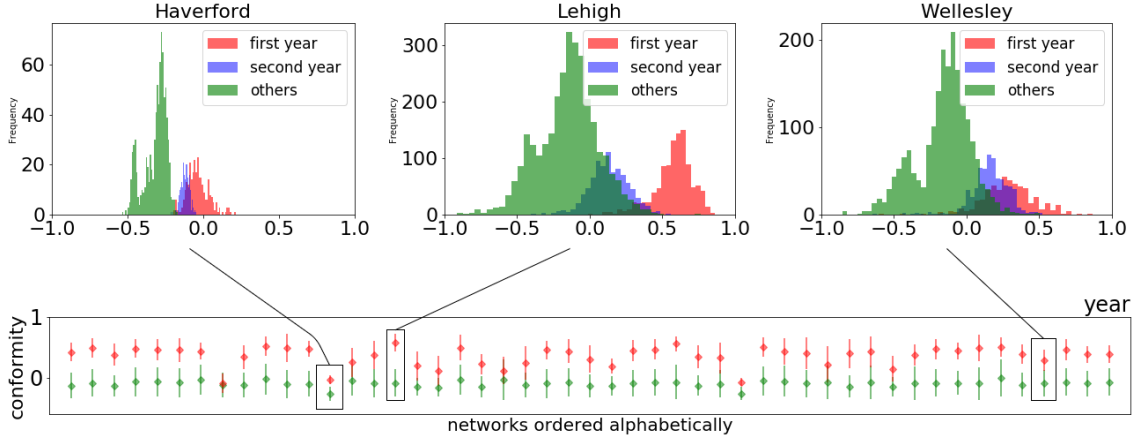 Haverford
Frequency
60
40
20
0
first year
second year
others
−1.0 −0.5 0.0 0.5 1.0
Lehigh
Frequency
300
200
100
0
first year
second year
others
−1.0 −0.5 0.0 0.5 1.0
Wellesley
Frequency
200
100
0
first year
second year
others
−1.0 −0.5 0.0 0.5 1.0
year
conformity
1
0
networks ordered alphabetically